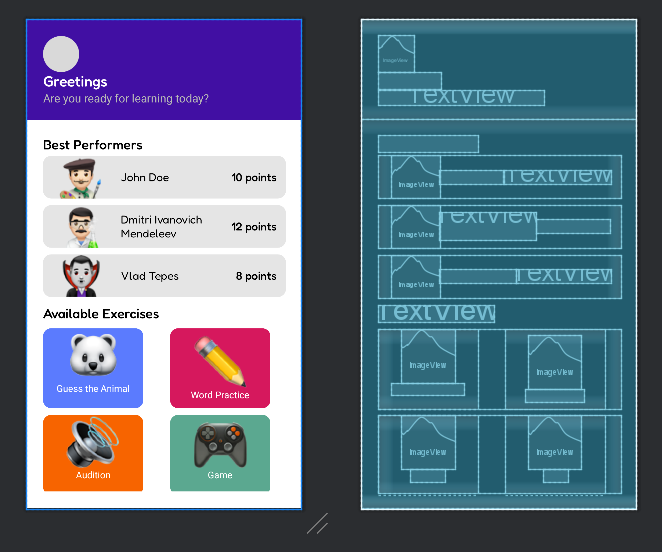 Greetings
Are you ready for learning today?
Best Performers
John Doe
10 points
Dmitri Ivanovich
Mendeleev
12 points
Vlad Tepes
8 points
Available Exercises
Guess the Animal
Word Practice
Audition
Game
ImageView
TextView
ImageView
TextView
ImageView
TextView
ImageView
TextView
TextView
ImageView
ImageView
ImageView
ImageView